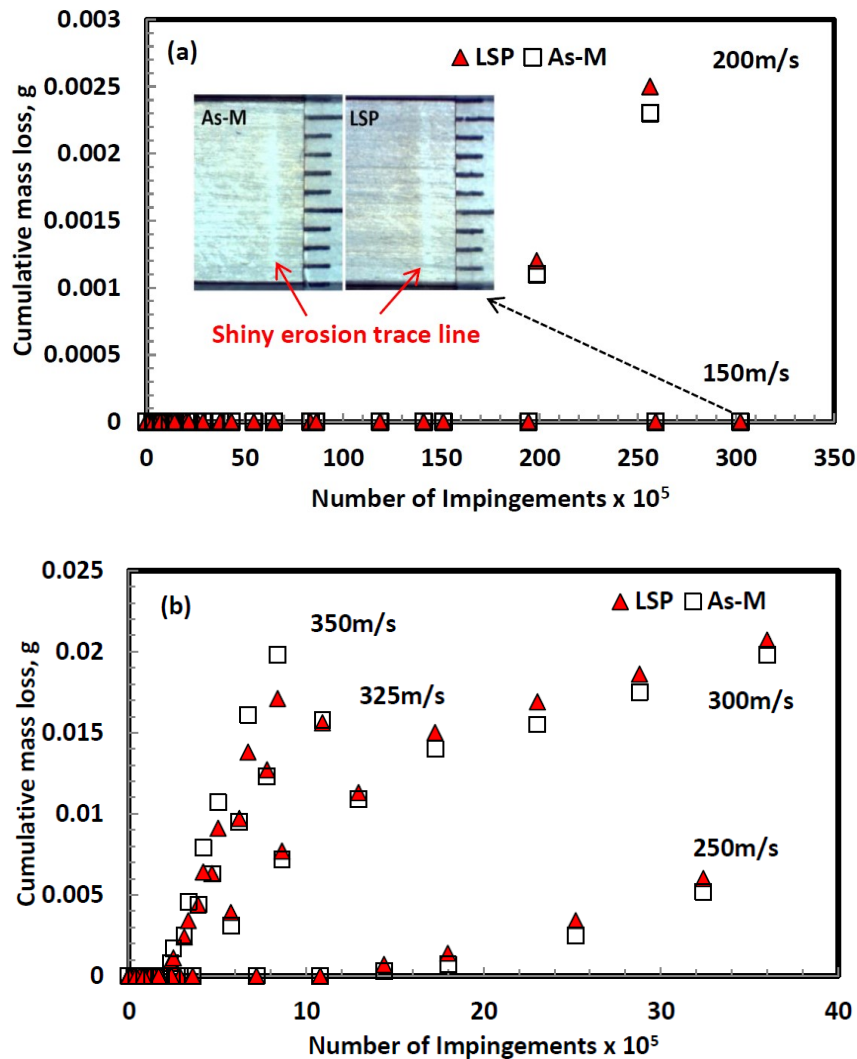 0.003
(a)
LSP As-M
200m/s
0.0025
As-M
LSP
0.002
0.0015
Cumulative mass loss, g
0.001
Shiny erosion trace line
0.0005
150m/s
0
0 50 100 150 200 250 300 350
Number of Impingements x 10⁵
0.025
(b)
LSP As-M
350m/s
0.02
325m/s
300m/s
0.015
Cumulative mass loss, g
0.01
250m/s
0.005
0
0 10 20 30 40
Number of Impingements x 10⁵